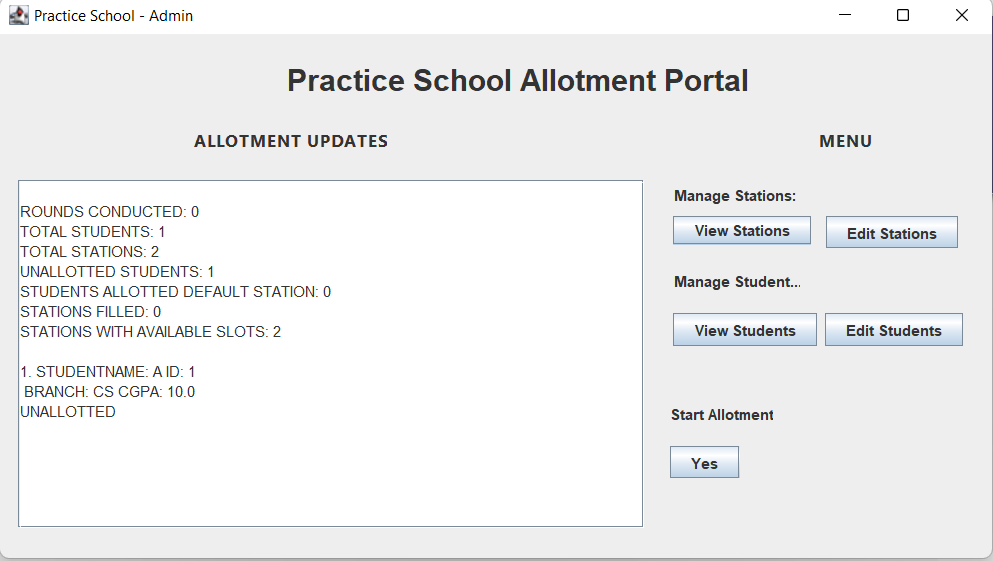 Practice School - Admin
Practice School Allotment Portal
ALLOTMENT UPDATES
ROUNDS CONDUCTED: 0
TOTAL STUDENTS: 1
TOTAL STATIONS: 2
UNALLOTTED STUDENTS: 1
STUDENTS ALLOTTED DEFAULT STATION: 0
STATIONS FILLED: 0
STATIONS WITH AVAILABLE SLOTS: 2
1. STUDENTNAME: A ID: 1
BRANCH: CS CGPA: 10.0
UNALLOTTED
MENU
Manage Stations:
View Stations Edit Stations
Manage Student...
View Students Edit Students
Start Allotment
Yes